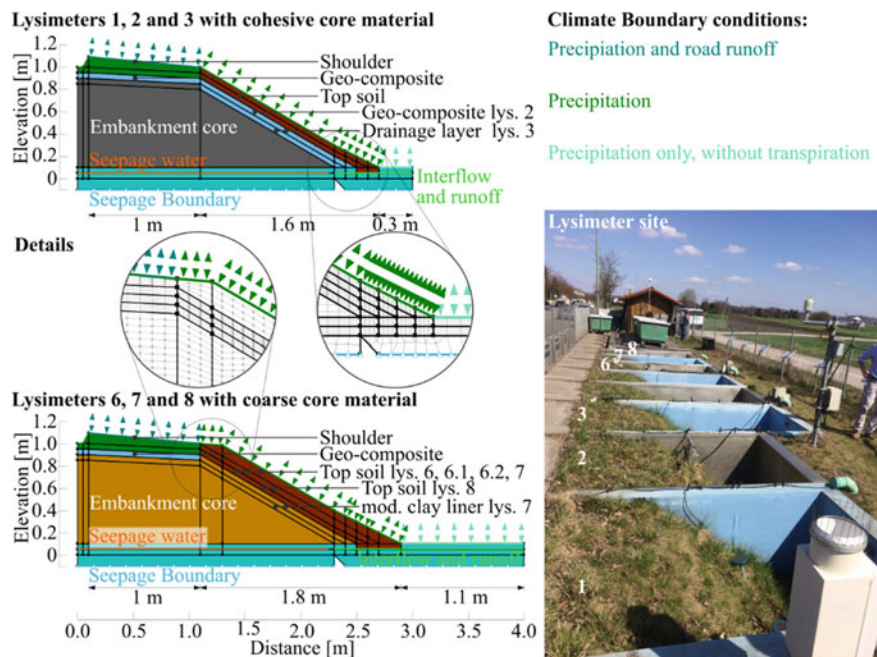 Lysimeters 1, 2 and 3 with cohesive core material
1.2
1.0
0.8
0.6
0.4
0.2
0
Elevation [m]
Shoulder
Geo-composite
Top soil
Geo-composite lys. 2
Drainage layer lys. 3
Embankment core
Seepage water
Seepage Boundary
Interflow
and runoff
1 m
1.6 m
0.3 m
Details
Lysimeters 6, 7 and 8 with coarse core material
1.2
1.0
0.8
0.6
0.4
0.2
0
Elevation [m]
Shoulder
Geo-composite
Top soil lys. 6, 6.1, 6.2, 7
Top soil lys. 8
mod. clay liner lys. 7
Embankment core
Seepage water
Interflow and runoff
Seepage Boundary
1 m
1.8 m
1.1 m
0.0 0.5 1.0 1.5 2.0 2.5 3.0 3.5 4.0
Distance [m]
Climate Boundary conditions:
Precipiation and road runoff
Precipitation
Precipitation only, without transpiration
Lysimeter site
8
7
6
3
2
1